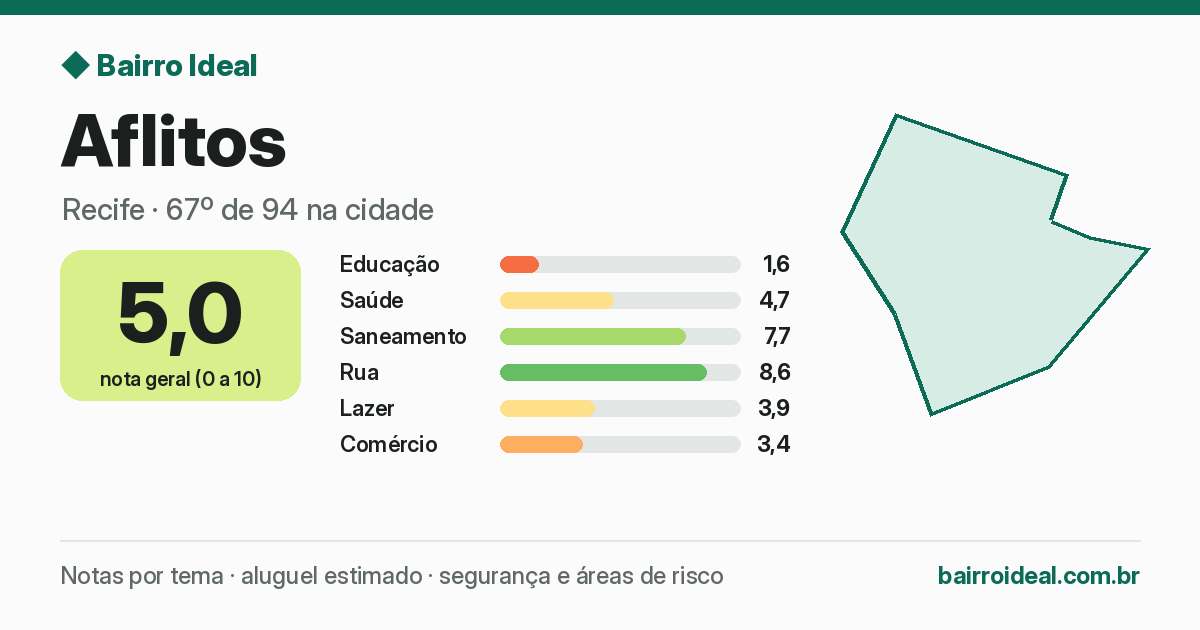 Bairro Ideal
Aflitos
Recife · 67º de 94 na cidade
5,0
nota geral (0 a 10)
Educação 1,6
Saúde 4,7
Saneamento 7,7
Rua 8,6
Lazer 3,9
Comércio 3,4
Notas por tema · aluguel estimado · segurança e áreas de risco
bairroideal.com.br